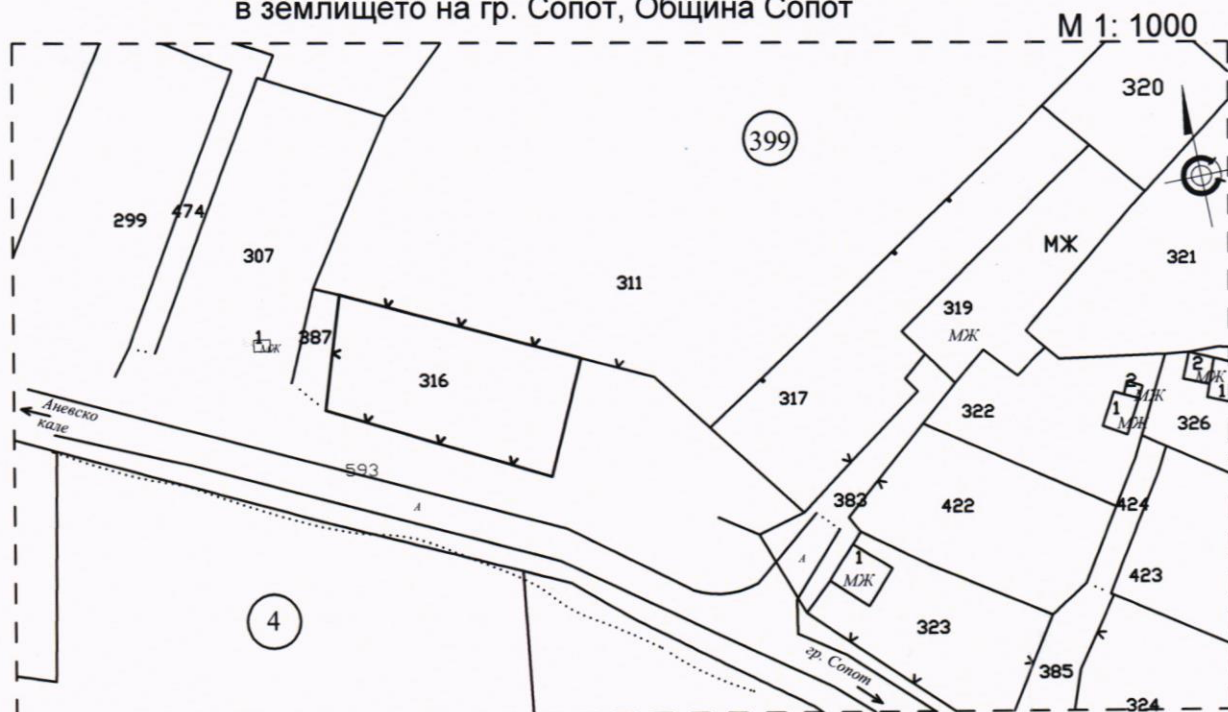 в землището на гр. Сопот, Община Сопот
М 1: 1000
320
399
299
474
307
311
МЖ
321
319
МЖ
1
МЖ
387
316
317
322
2
МЖ
1
МЖ
2
МЖ
1
326
Аневско
кале
593
А
383
422
424
423
А
1
МЖ
4
323
гр. Сопот
385
324